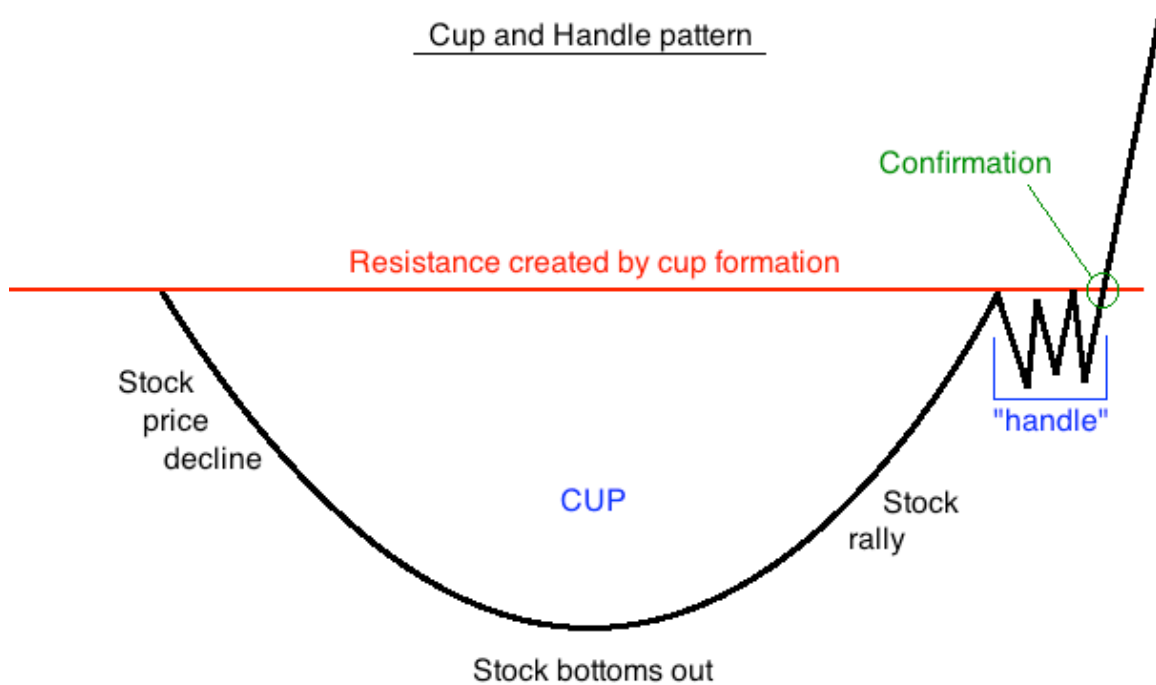 Cup and Handle pattern
Confirmation
Resistance created by cup formation
Stock
price
decline
"handle"
CUP
Stock
rally
Stock bottoms out